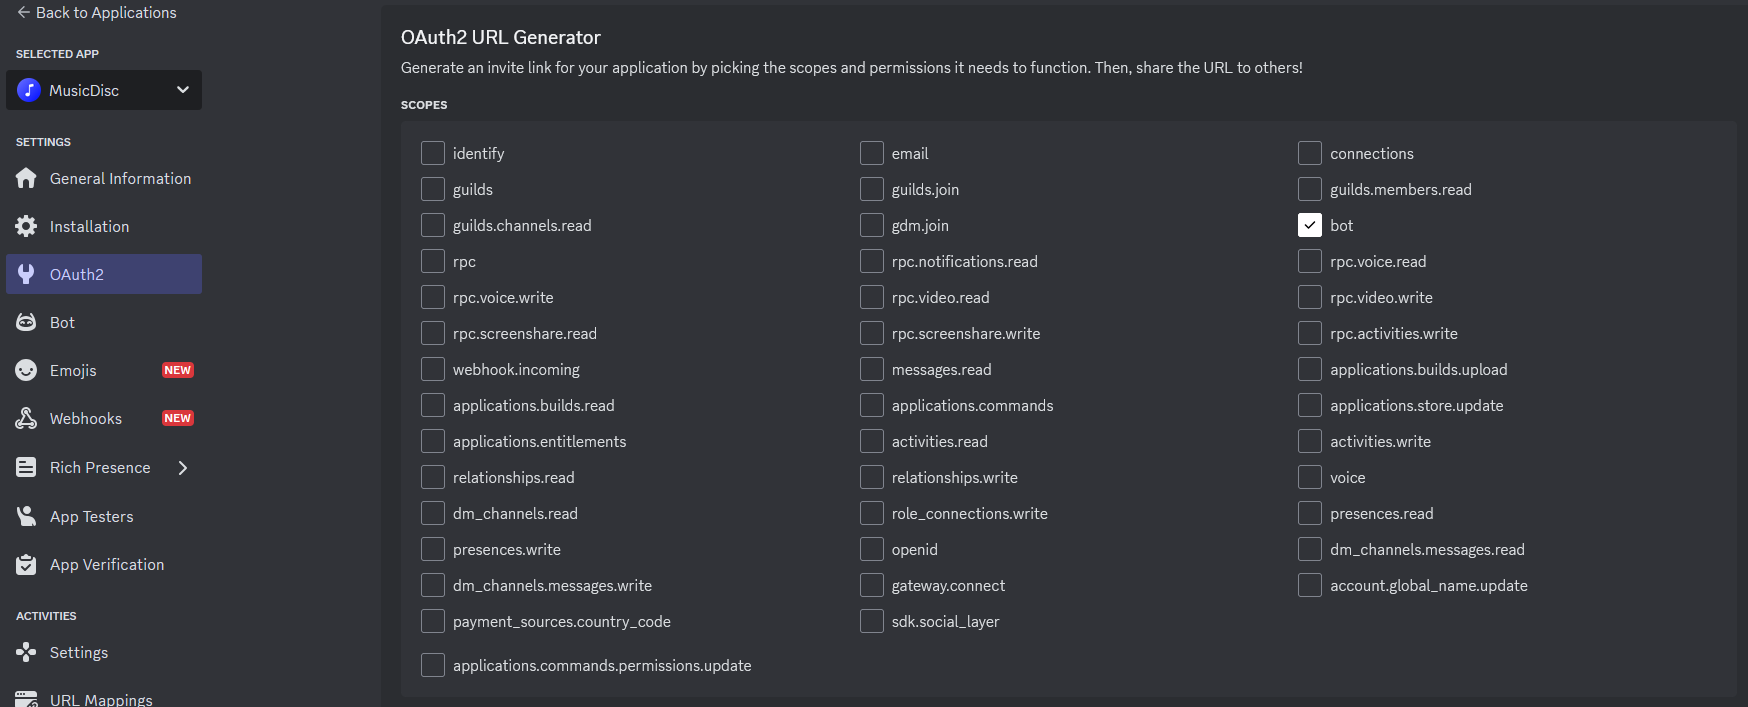 Back to Applications
SELECTED APP
MusicDisc
SETTINGS
General Information
Installation
OAuth2
Bot
Emojis NEW
Webhooks NEW
Rich Presence
App Testers
App Verification
ACTIVITIES
Settings
URL Mappings
OAuth2 URL Generator
Generate an invite link for your application by picking the scopes and permissions it needs to function. Then, share the URL to others!
SCOPES
identify email connections
guilds guilds.join guilds.members.read
guilds.channels.read gdm.join bot
rpc rpc.notifications.read rpc.voice.read
rpc.voice.write rpc.video.read rpc.video.write
rpc.screenshare.read rpc.screenshare.write rpc.activities.write
webhook.incoming messages.read applications.builds.upload
applications.builds.read applications.commands applications.store.update
applications.entitlements activities.read activities.write
relationships.read relationships.write voice
dm_channels.read role_connections.write presences.read
presences.write openid dm_channels.messages.read
dm_channels.messages.write gateway.connect account.global_name.update
payment_sources.country_code sdk.social_layer
applications.commands.permissions.update